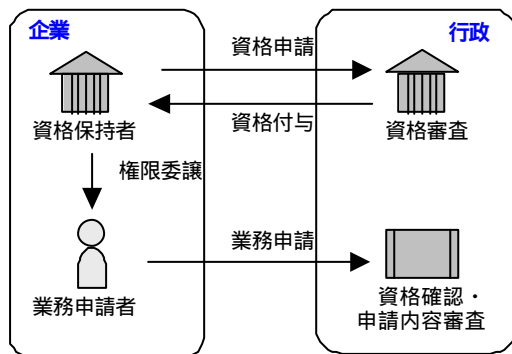 企業
行政
資格申請
資格付与
資格保持者
資格審査
権限委譲
業務申請
業務申請者
資格確認・
申請内容審査